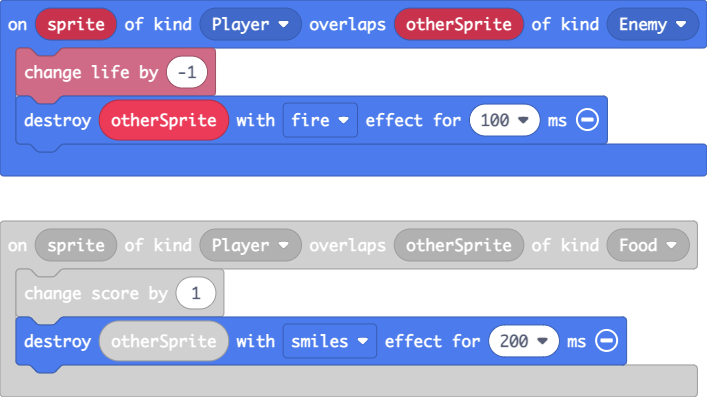 on sprite of kind Player overlaps otherSprite of kind Enemy
change life by -1
destroy otherSprite with fire effect for 100 ms
on sprite of kind Player overlaps otherSprite of kind Food
change score by 1
destroy otherSprite with smiles effect for 200 ms